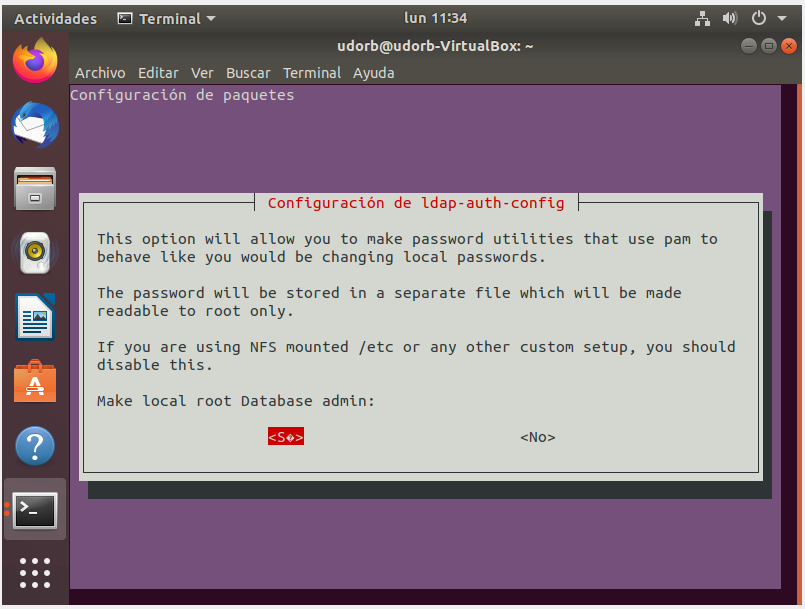 Actividades Terminal lun 11:34
udorb@udorb-VirtualBox: ~
Archivo Editar Ver Buscar Terminal Ayuda
Configuración de paquetes
Configuración de ldap-auth-config
This option will allow you to make password utilities that use pam to
behave like you would be changing local passwords.
The password will be stored in a separate file which will be made
readable to root only.
If you are using NFS mounted /etc or any other custom setup, you should
disable this.
Make local root Database admin:
<S�> <No>